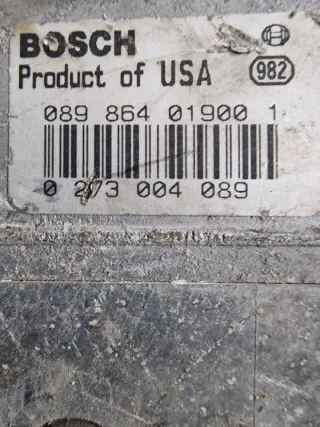 BOSCH
Product of USA 982
089 864 01900 1
0 273 004 089